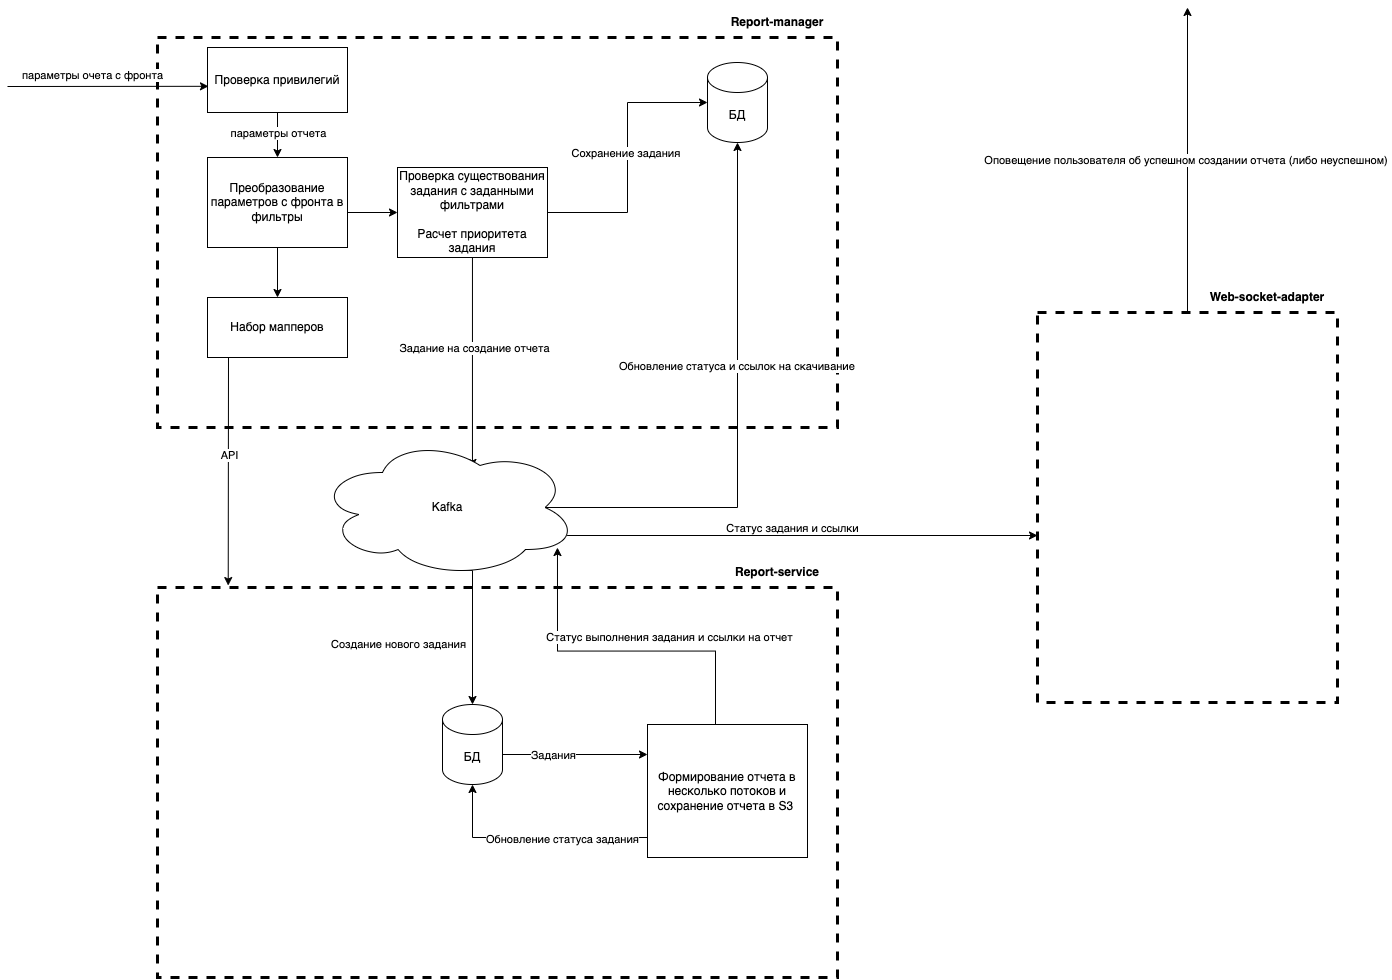 Report-manager
параметры очета с фронта
Проверка привилегий
параметры отчета
Преобразование
параметров с фронта в
фильтры
Набор мапперов
Проверка существования
задания с заданными
фильтрами
Расчет приоритета
задания
Сохранение задания
БД
Задание на создание отчета
Обновление статуса и ссылок на скачивание
Оповещение пользователя об успешном создании отчета (либо неуспешном)
Web-socket-adapter
API
Kafka
Статус задания и ссылки
Report-service
Создание нового задания
Статус выполнения задания и ссылки на отчет
БД
Задания
Формирование отчета в
несколько потоков и
сохранение отчета в S3
Обновление статуса задания